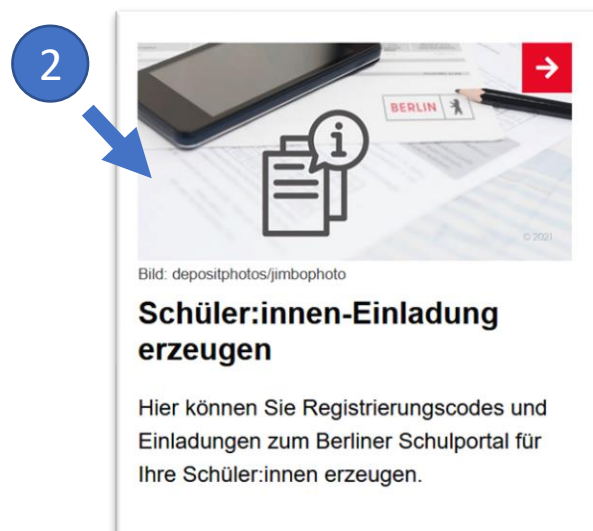 2
BERLIN
i
© 2021
Bild: depositphotos/jimbophoto
Schüler:innen-Einladung
erzeugen
Hier können Sie Registrierungscodes und
Einladungen zum Berliner Schulportal für
Ihre Schüler:innen erzeugen.